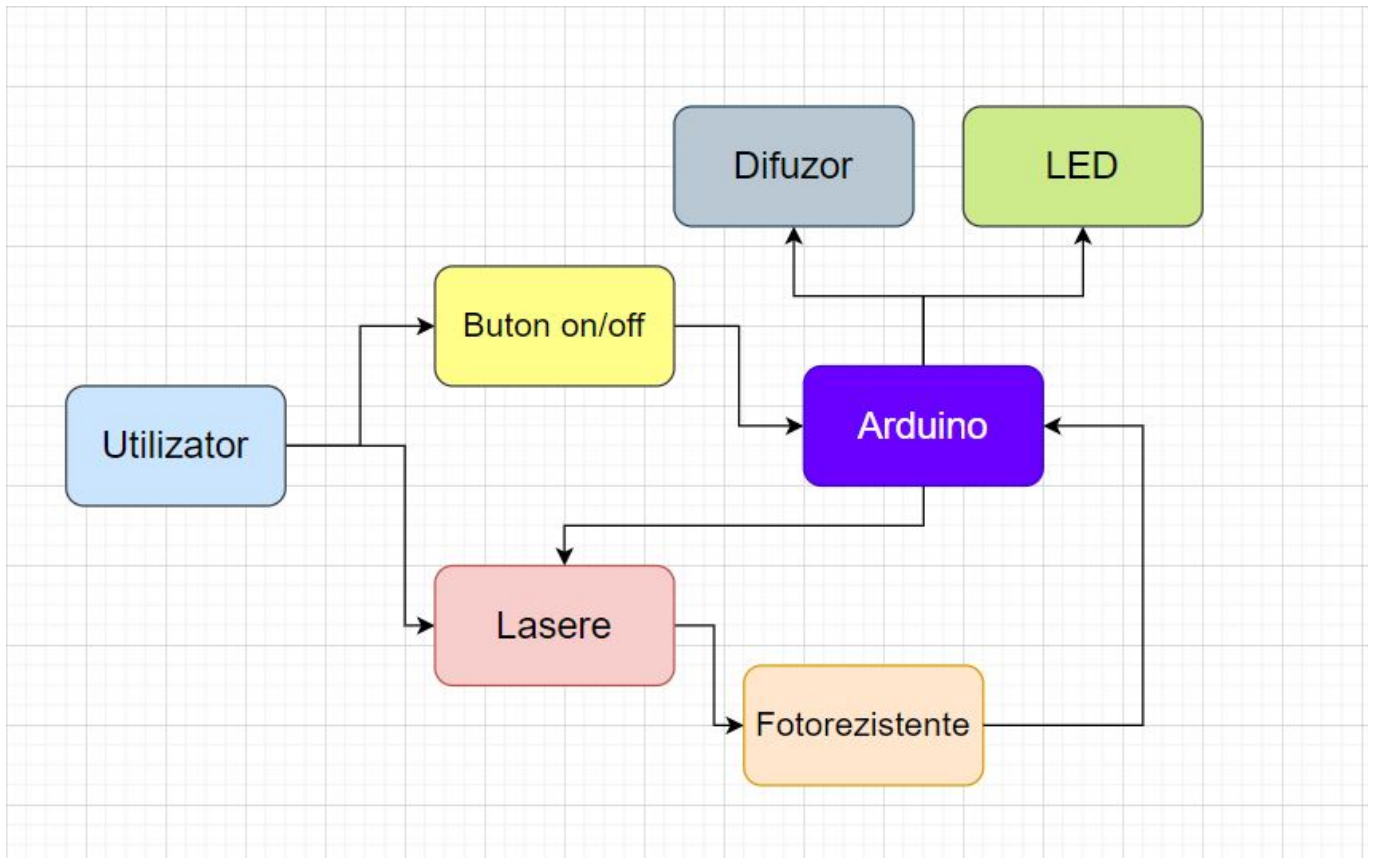 Difuzor
LED
Buton on/off
Utilizator
Arduino
Lasere
Fotorezistente